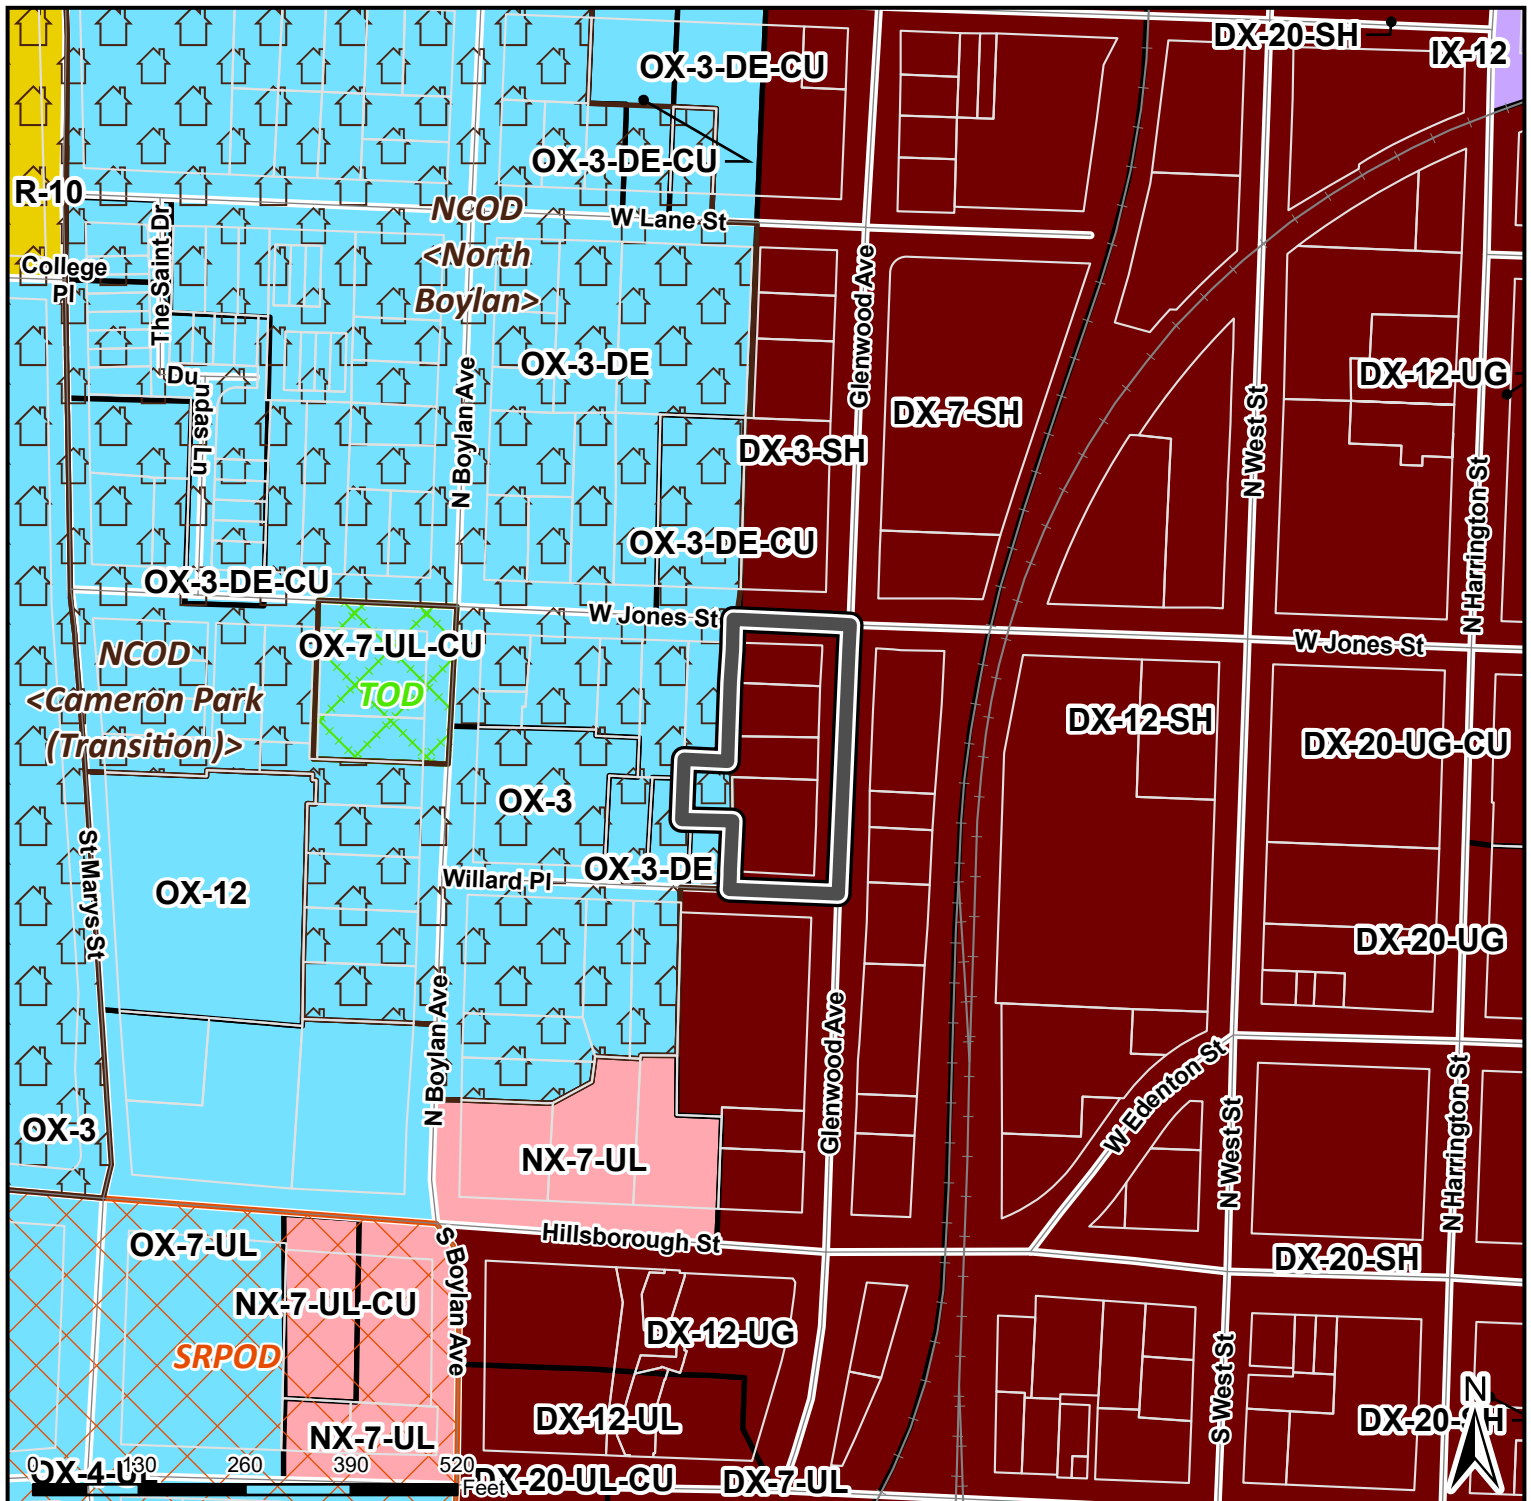 DX-20-SH
IX-12
OX-3-DE-CU
OX-3-DE-CU
R-10
NCOD
<North
Boylan>
W Lane St
College
Pl
The Saint Dr
Glenwood Ave
OX-3-DE
Dundas Ln
N Boylan Ave
DX-7-SH
DX-12-UG
DX-3-SH
N West St
N Harrington St
OX-3-DE-CU
OX-3-DE-CU
W Jones St
W Jones St
OX-7-UL-CU
NCOD
<Cameron Park
(Transition)>
TOD
DX-12-SH
DX-20-UG-CU
OX-3
OX-3-DE
Willard Pl
OX-12
St Marys St
DX-20-UG
N Boylan Ave
Glenwood Ave
W Edenton St
N West St
N Harrington St
OX-3
NX-7-UL
Hillsborough St
OX-7-UL
S Boylan Ave
DX-20-SH
NX-7-UL-CU
SRPOD
DX-12-UG
S West St
DX-12-UL
NX-7-UL
N
DX-20-SH
0 130 260 390 520
Feet
OX-4-UL
DX-20-UL-CU
DX-7-UL